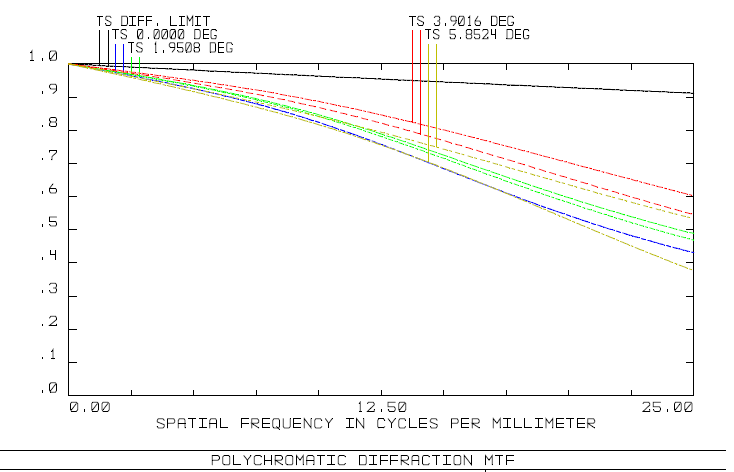 TS DIFF. LIMIT
TS 0.0000 DEG
TS 1.9508 DEG
TS 3.9016 DEG
TS 5.8524 DEG
1.0
.9
.8
.7
.6
.5
.4
.3
.2
.1
.0
0.00 12.50 25.00
SPATIAL FREQUENCY IN CYCLES PER MILLIMETER
POLYCHROMATIC DIFFRACTION MTF